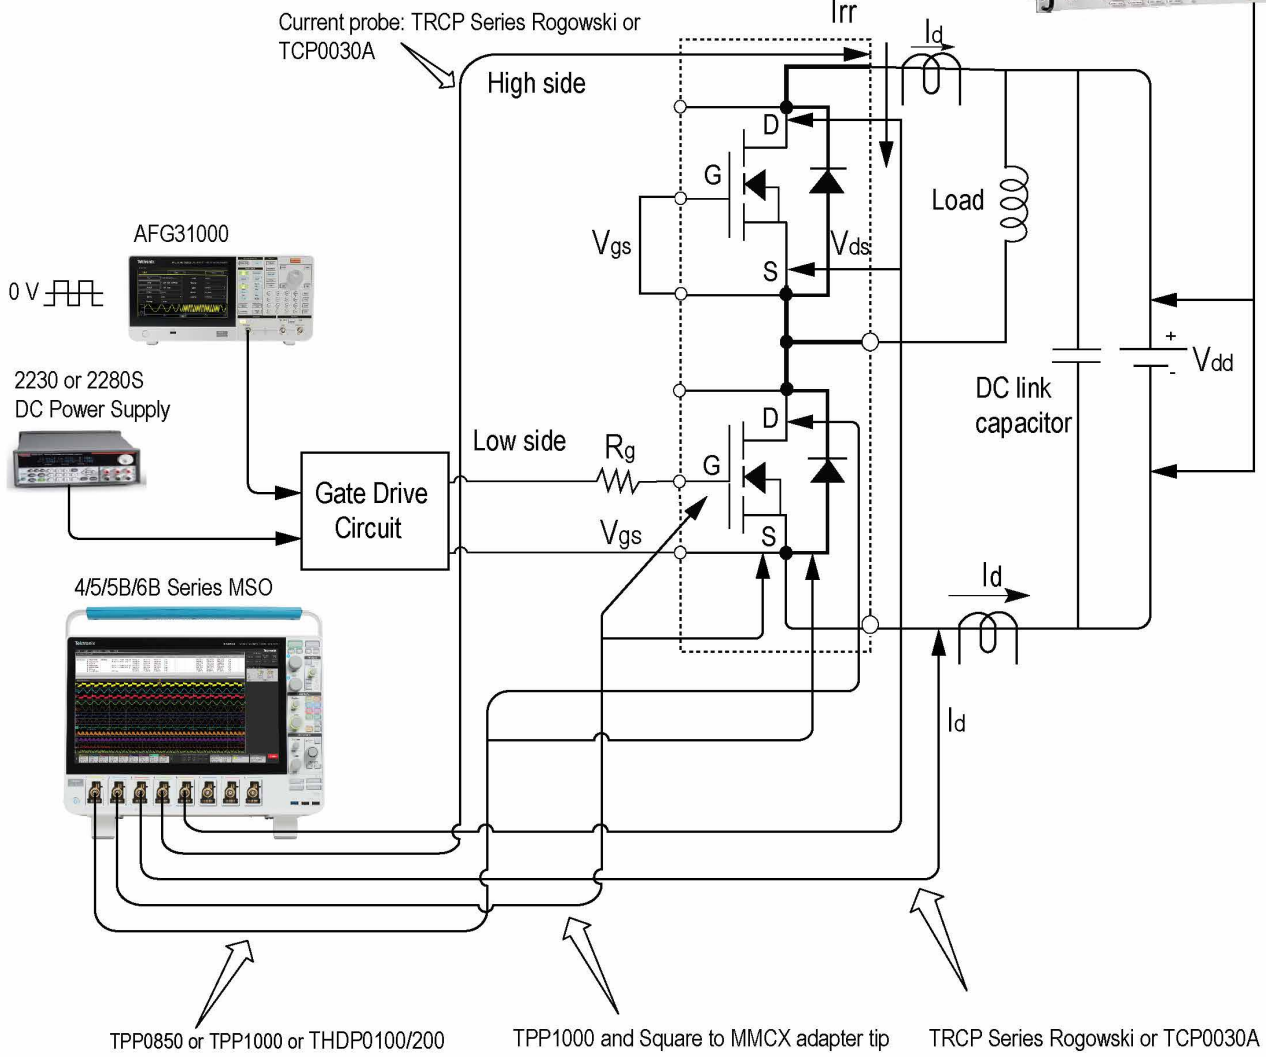 Irr
Current probe: TRCP Series Rogowski or
TCP0030A
Id
High side
D
G
Load
AFG31000
Vgs
Vds
Tektronix
S
0 V
+
Vdd
-
2230 or 2280S
DC Power Supply
DC link
capacitor
D
Low side
Rg
G
Gate Drive
Circuit
Vgs
S
4/5/5B/6B Series MSO
Id
Tektronix
Id
TPP0850 or TPP1000 or THDP0100/200
TPP1000 and Square to MMCX adapter tip
TRCP Series Rogowski or TCP0030A